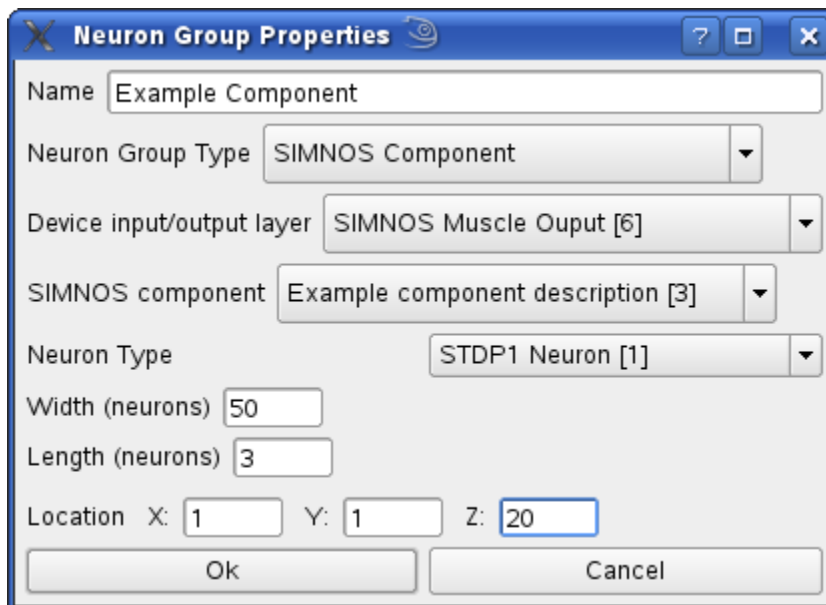 Neuron Group Properties
Name Example Component
Neuron Group Type SIMNOS Component
Device input/output layer SIMNOS Muscle Ouput [6]
SIMNOS component Example component description [3]
Neuron Type STDP1 Neuron [1]
Width (neurons) 50
Length (neurons) 3
Location X: 1 Y: 1 Z: 20
Ok Cancel